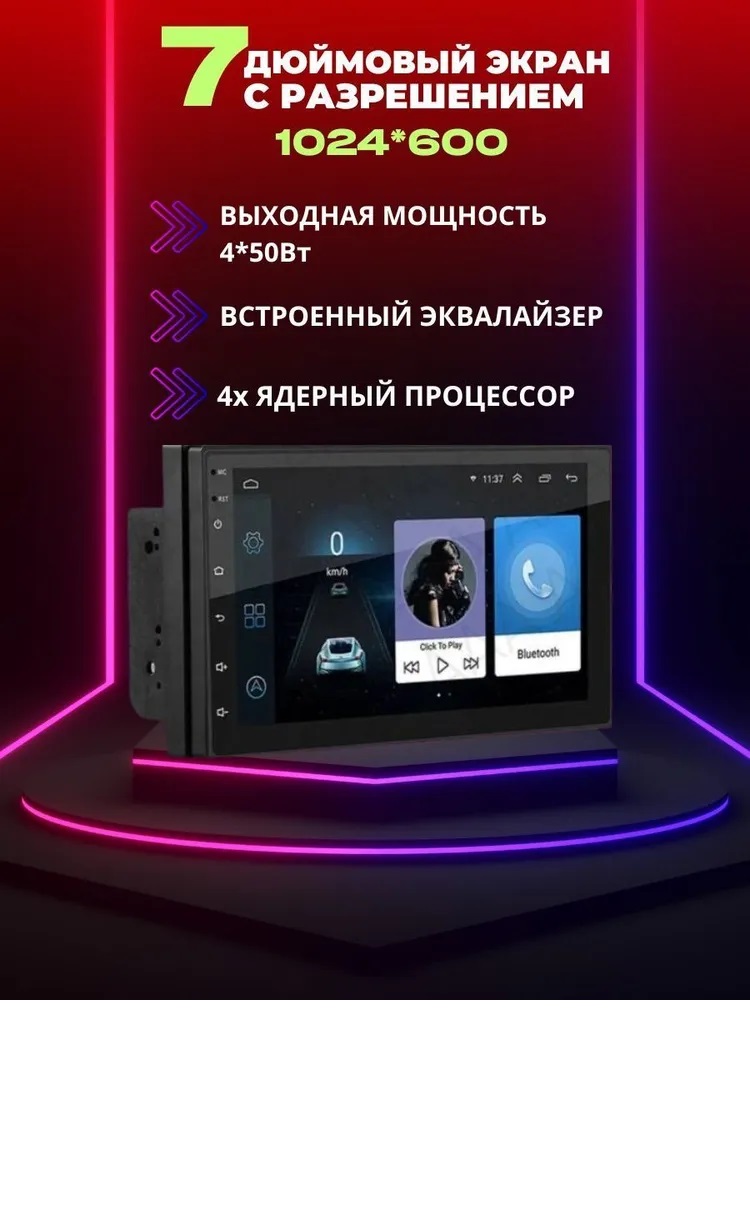 7 ДЮЙМОВЫЙ ЭКРАН
С РАЗРЕШЕНИЕМ
1024*600
ВЫХОДНАЯ МОЩНОСТЬ
4*50Вт
ВСТРОЕННЫЙ ЭКВАЛАЙЗЕР
4х ЯДЕРНЫЙ ПРОЦЕССОР
MIC
RST
11:37
0
km/h
Click To Play
Bluetooth